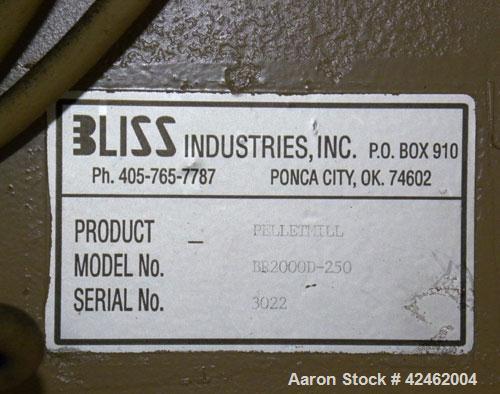 BLISS INDUSTRIES, INC. P.O. BOX 910
Ph. 405-765-7787 PONCA CITY, OK. 74602
PRODUCT _ PELLETMILL
MODEL No. BR2000D-250
SERIAL No. 3022
Aaron Stock # 42462004